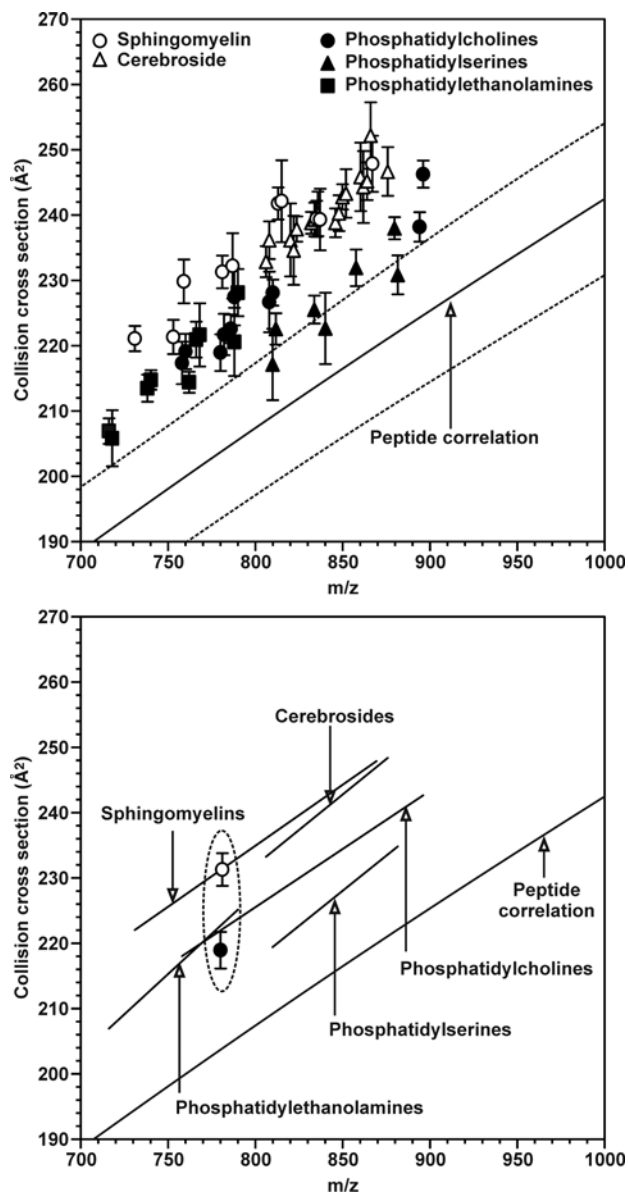 Sphingomyelin
Cerebroside
Phosphatidylcholines
Phosphatidylserines
Phosphatidylethanolamines
270
260
250
240
230
220
210
200
190
Collision cross section (Å²)
Peptide correlation
700 750 800 850 900 950 1000
m/z
270
260
250
240
230
220
210
200
190
Collision cross section (Å²)
Cerebrosides
Sphingomyelins
Peptide
correlation
Phosphatidylcholines
Phosphatidylserines
Phosphatidylethanolamines
700 750 800 850 900 950 1000
m/z